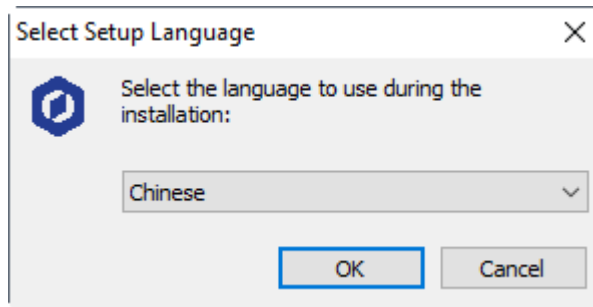 Select Setup Language
Select the language to use during the
installation:
Chinese
OK
Cancel